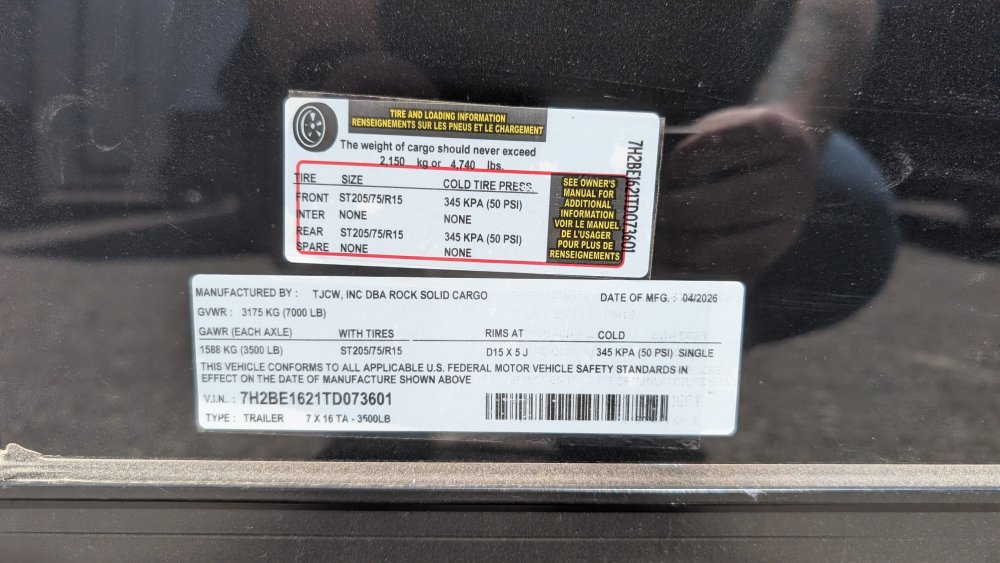 TIRE AND LOADING INFORMATION
RENSEIGNEMENTS SUR LES PNEUS ET LE CHARGEMENT
The weight of cargo should never exceed
2,150 kg or 4,740 lbs.
TIRE SIZE COLD TIRE PRESS.
FRONT ST205/75/R15 345 KPA (50 PSI)
INTER NONE NONE
REAR ST205/75/R15 345 KPA (50 PSI)
SPARE NONE NONE
SEE OWNER'S
MANUAL FOR
ADDITIONAL
INFORMATION
VOIR LE MANUEL
DE L'USAGER
POUR PLUS DE
RENSEIGNEMENTS
7H2BE1621TD073601
MANUFACTURED BY : TJCW, INC DBA ROCK SOLID CARGO DATE OF MFG. : 04/2026
GVWR : 3175 KG (7000 LB)
GAWR (EACH AXLE) WITH TIRES RIMS AT COLD
1588 KG (3500 LB) ST205/75/R15 D15 X 5 J 345 KPA (50 PSI) SINGLE
THIS VEHICLE CONFORMS TO ALL APPLICABLE U.S. FEDERAL MOTOR VEHICLE SAFETY STANDARDS IN
EFFECT ON THE DATE OF MANUFACTURE SHOWN ABOVE
V.I.N.. : 7H2BE1621TD073601
TYPE : TRAILER 7 X 16 TA - 3500LB